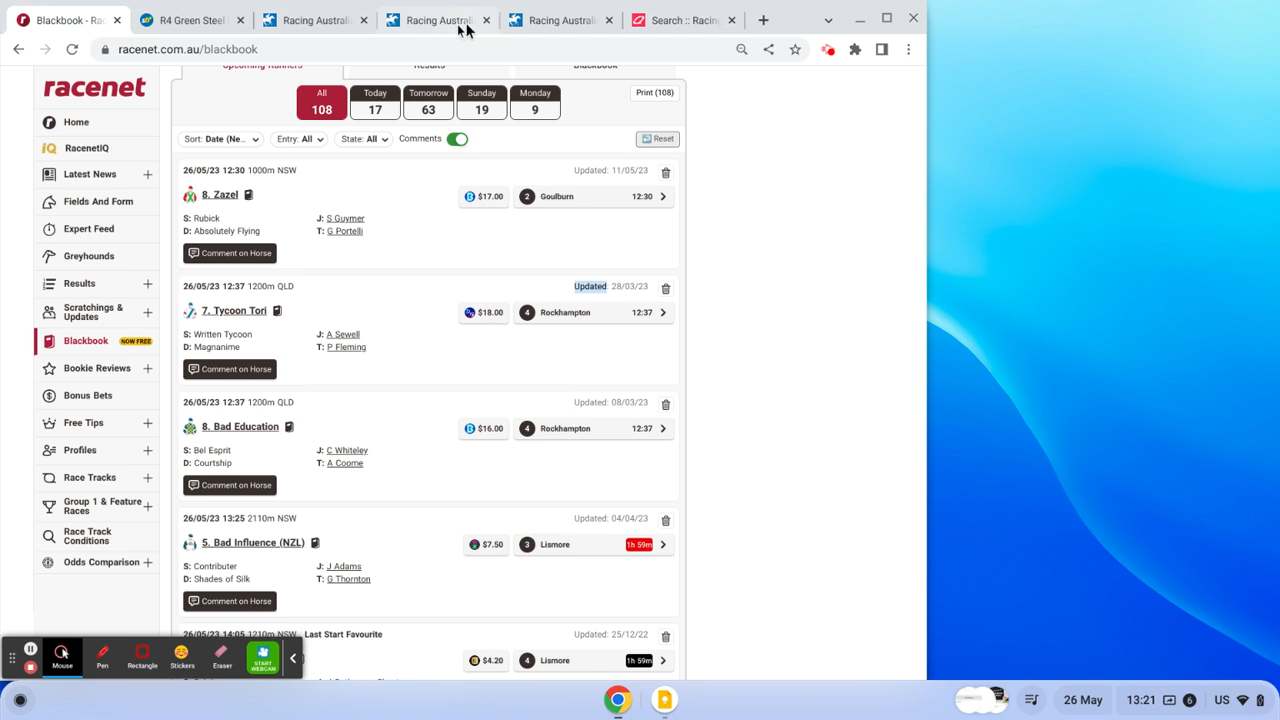 Blackbook - Rac
R4 Green Steel
Racing Australi
Racing Australi
Racing Australi
Search :: Racing
racenet.com.au/blackbook
Upcoming Runners
Results
Blackbook
racenet
All
108
Today
17
Tomorrow
63
Sunday
19
Monday
9
Print (108)
Sort: Date (Ne...
Entry: All
State: All
Comments
Reset
Home
iQ RacenetIQ
Latest News
Fields And Form
Expert Feed
Greyhounds
Results
Scratchings &
Updates
Blackbook NOW FREE
Bookie Reviews
Bonus Bets
Free Tips
Profiles
Race Tracks
Group 1 & Feature
Races
Race Track
Conditions
Odds Comparison
26/05/23 12:30 1000m NSW
Updated: 11/05/23
8. Zazel
$17.00
2 Goulburn 12:30
S: Rubick
J: S Guymer
D: Absolutely Flying
T: G Portelli
Comment on Horse
26/05/23 12:37 1200m QLD
Updated 28/03/23
7. Tycoon Tori
$18.00
4 Rockhampton 12:37
S: Written Tycoon
J: A Sewell
D: Magnanime
T: P Fleming
Comment on Horse
26/05/23 12:37 1200m QLD
Updated: 08/03/23
8. Bad Education
$16.00
4 Rockhampton 12:37
S: Bel Esprit
J: C Whiteley
D: Courtship
T: A Coome
Comment on Horse
26/05/23 13:25 2110m NSW
Updated: 04/04/23
5. Bad Influence (NZL)
$7.50
3 Lismore 1h 59m
S: Contributer
J: J Adams
D: Shades of Silk
T: G Thornton
Comment on Horse
26/05/23 14:05 1210m NSW Last Start Favourite
Updated: 25/12/22
$4.20
4 Lismore 1h 59m
Mouse
Pen
Rectangle
Stickers
Eraser
START
WEBCAM
26 May
13:21
6
US